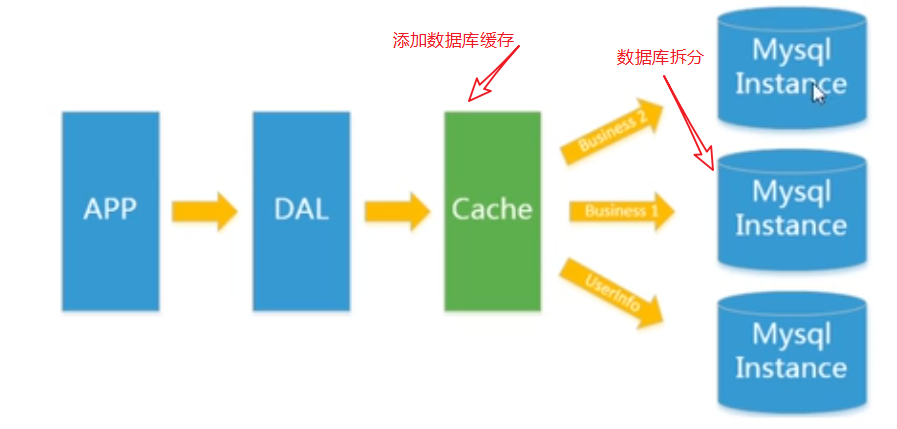 添加数据库缓存
数据库拆分
APP
DAL
Cache
Business 2
Business 1
UserInfo
Mysql
Instance
Mysql
Instance
Mysql
Instance